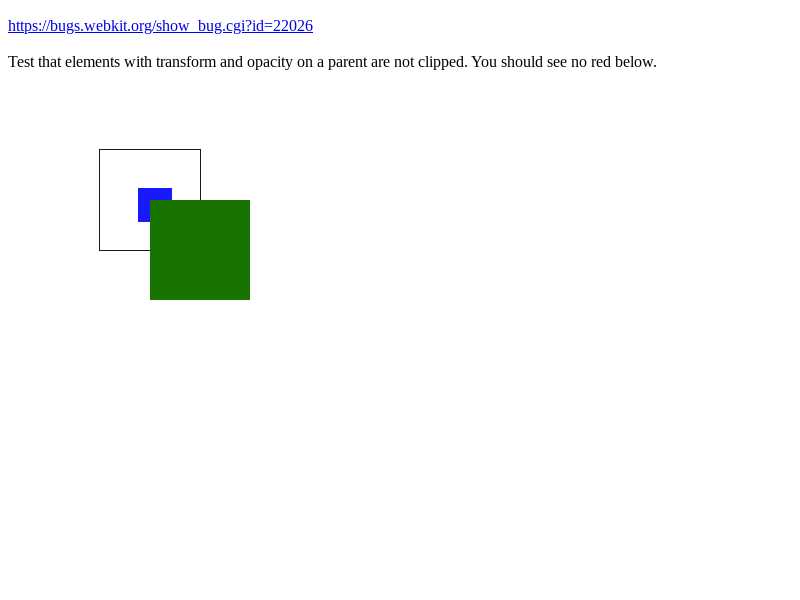 https://bugs.webkit.org/show_bug.cgi?id=22026
Test that elements with transform and opacity on a parent are not clipped. You should see no red below.